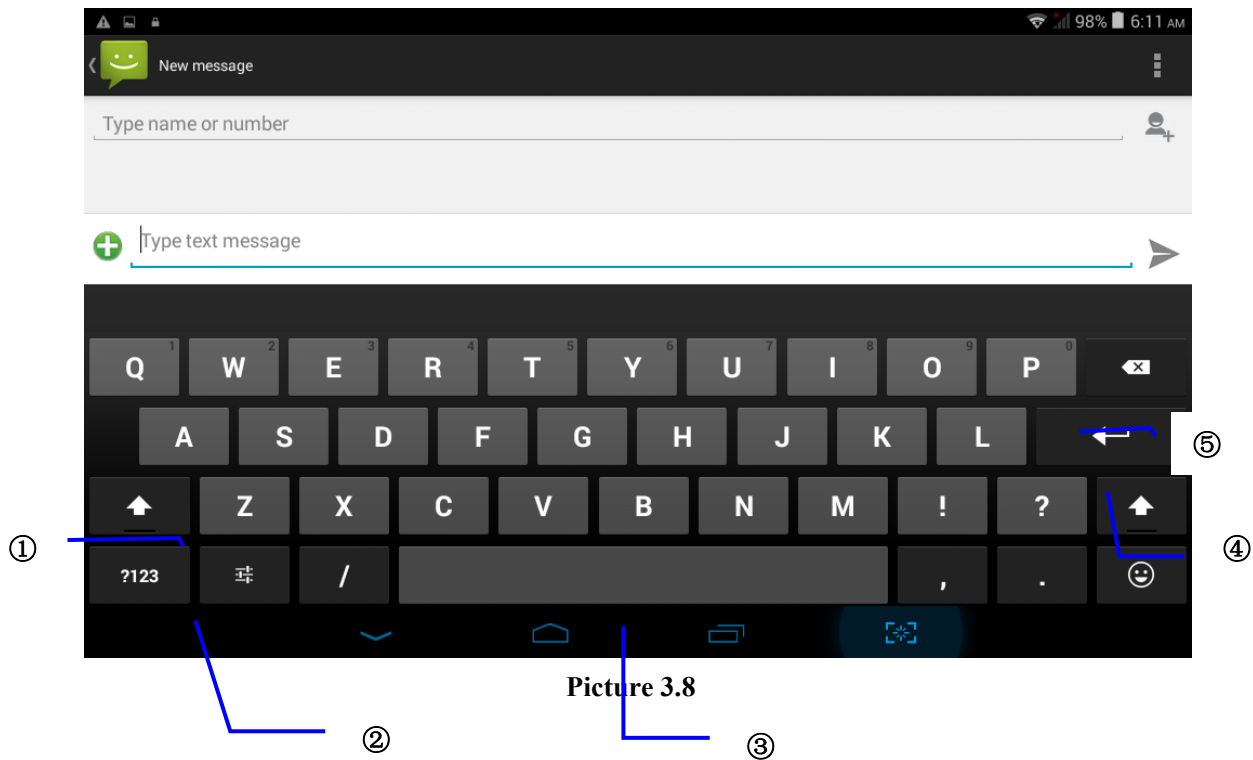 98% 6:11 AM
New message
Type name or number
Type text message
1 2 3 4 5 6 7 8 9 0
Q W E R T Y U I O P
A S D F G H J K L
⑤
Z X C V B N M ! ?
①
④
?123 / , .
Picture 3.8
② ③